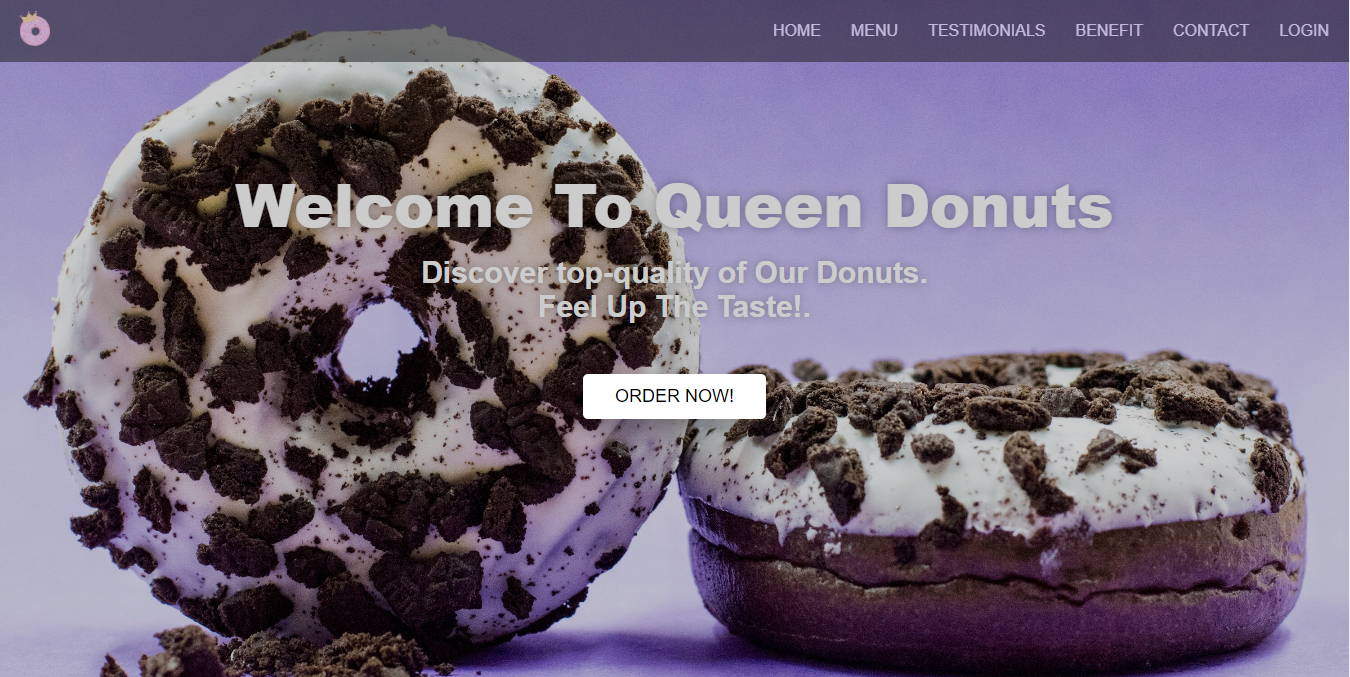 HOME MENU TESTIMONIALS BENEFIT CONTACT LOGIN
Welcome To Queen Donuts
Discover top-quality of Our Donuts.
Feel Up The Taste!.
ORDER NOW!